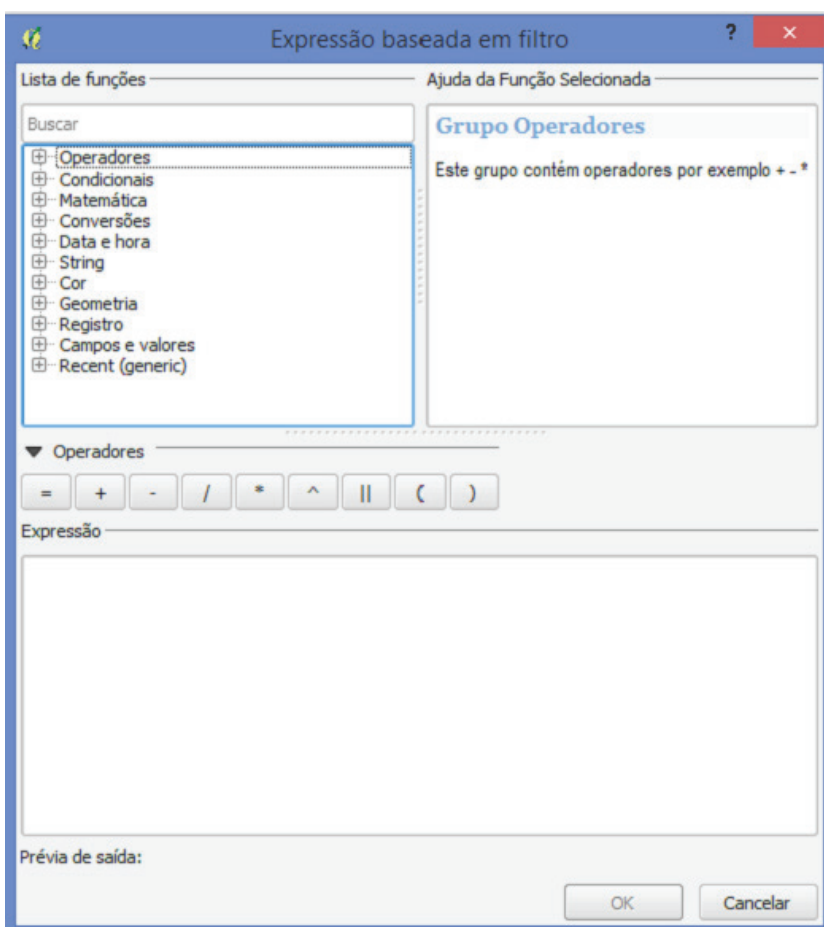 Expressão baseada em filtro
?
×
Lista de funções
Buscar
Operadores
Condicionais
Matemática
Conversões
Data e hora
String
Cor
Geometria
Registro
Campos e valores
Recent (generic)
Ajuda da Função Selecionada
Grupo Operadores
Este grupo contém operadores por exemplo + - *
Operadores
= + - / * ^ || ( )
Expressão
Prévia de saída:
OK Cancelar